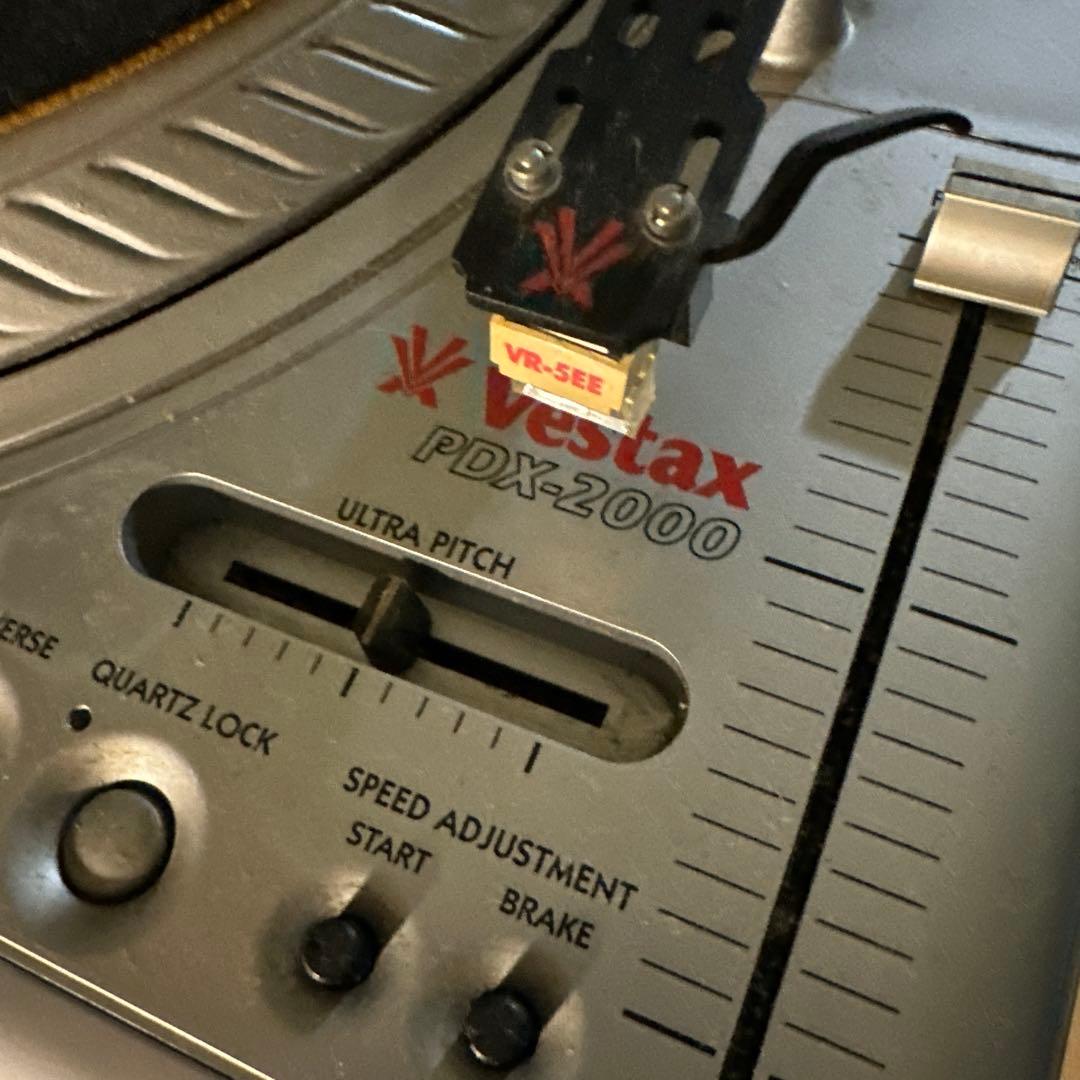 VR-5EE
Vestax
PDX-2000
ULTRA PITCH
ERSE
QUARTZ LOCK
SPEED ADJUSTMENT
START
BRAKE